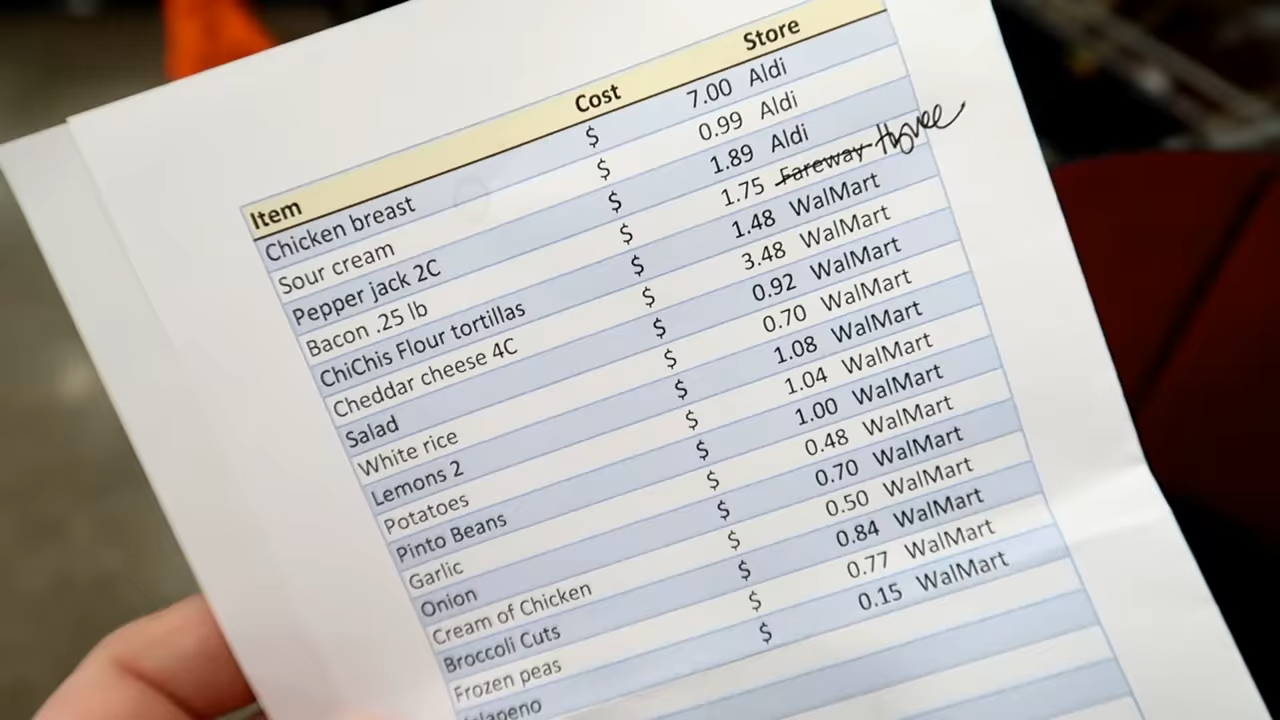 Item Cost Store
Chicken breast $ 7.00 Aldi
Sour cream $ 0.99 Aldi
Pepper jack 2C $ 1.89 Aldi
Bacon .25 lb $ 1.75 Fareway Hyvee
ChiChis Flour tortillas $ 1.48 WalMart
Cheddar cheese 4C $ 3.48 WalMart
Salad $ 0.92 WalMart
White rice $ 0.70 WalMart
Lemons 2 $ 1.08 WalMart
Potatoes $ 1.04 WalMart
Pinto Beans $ 1.00 WalMart
Garlic $ 0.48 WalMart
Onion $ 0.70 WalMart
Cream of Chicken $ 0.50 WalMart
Broccoli Cuts $ 0.84 WalMart
Frozen peas $ 0.77 WalMart
Jalapeno $ 0.15 WalMart